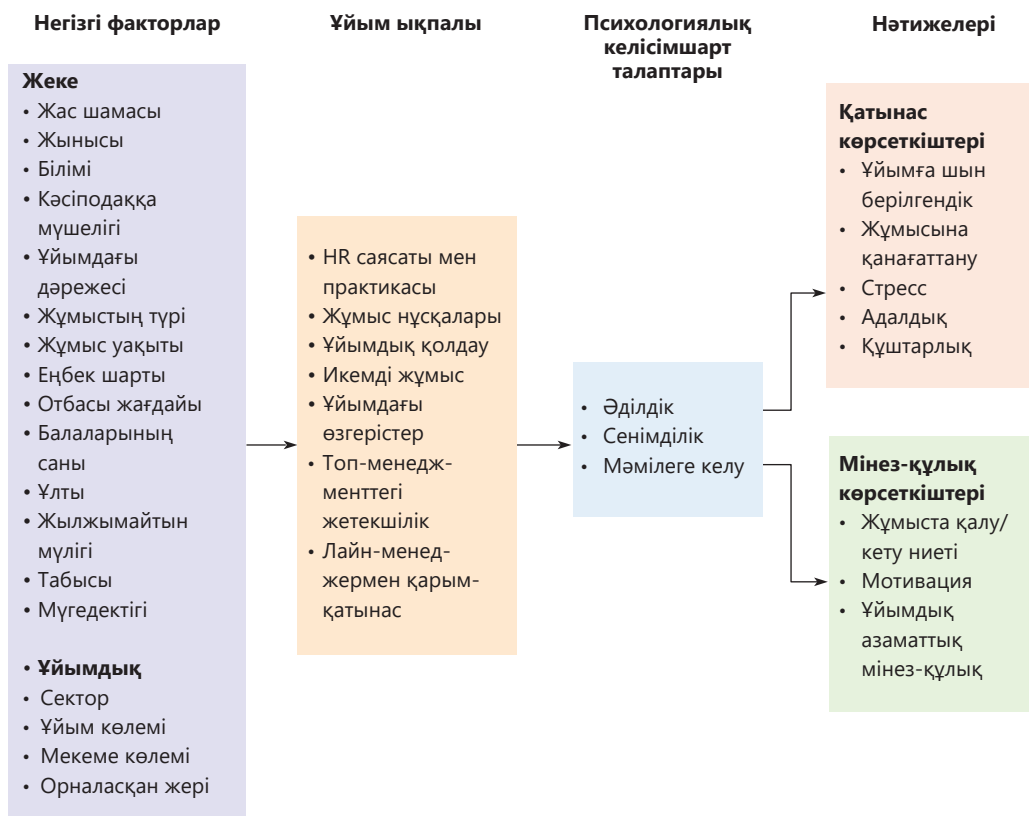 Негізгі факторлар
Ұйым ықпалы
Психологиялық
келісімшарт
талаптары
Нәтижелері
Жеке
• Жас шамасы
• Жынысы
• Білімі
• Кәсіподаққа
мүшелігі
• Ұйымдағы
дәрежесі
• Жұмыстың түрі
• Жұмыс уақыты
• Еңбек шарты
• Отбасы жағдайы
• Балаларының
саны
• Ұлты
• Жылжымайтын
мүлігі
• Табысы
• Мүгедектігі
• Ұйымдық
• Сектор
• Ұйым көлемі
• Мекеме көлемі
• Орналасқан жері
• HR саясаты мен
практикасы
• Жұмыс нұсқалары
• Ұйымдық қолдау
• Икемді жұмыс
• Ұйымдағы
өзгерістер
• Топ-менедж-
менттегі
жетекшілік
• Лайн-менед-
жермен қарым-
қатынас
• Әділдік
• Сенімділік
• Мәмілеге келу
Қатынас
көрсеткіштері
• Ұйымға шын
берілгендік
• Жұмысына
қанағаттану
• Стресс
• Адалдық
• Құштарлық
Мінез-құлық
көрсеткіштері
• Жұмыста қалу/
кету ниеті
• Мотивация
• Ұйымдық
азаматтық
мінез-құлық